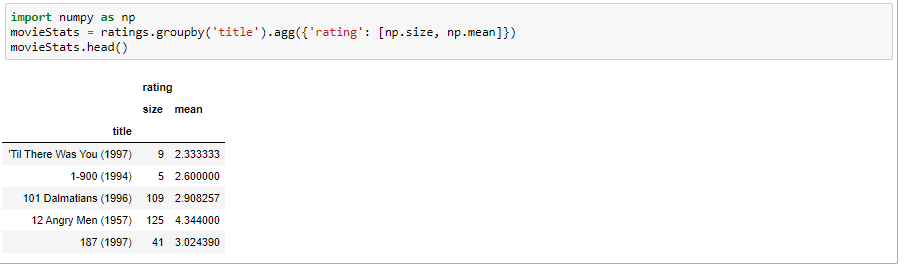 import numpy as np
movieStats = ratings.groupby('title').agg({'rating': [np.size, np.mean]})
movieStats.head()
rating
size mean
title
'Til There Was You (1997) 9 2.333333
1-900 (1994) 5 2.600000
101 Dalmatians (1996) 109 2.908257
12 Angry Men (1957) 125 4.344000
187 (1997) 41 3.024390